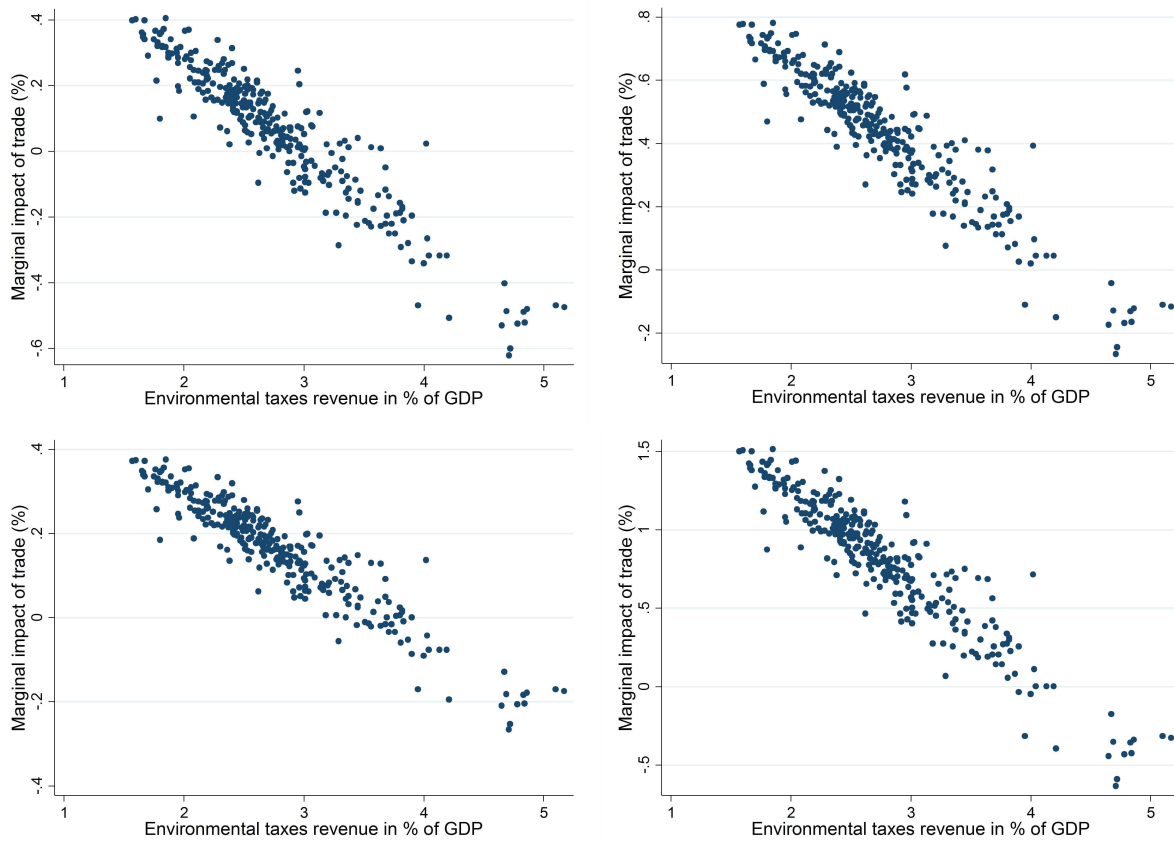 .4
.2
0
-.2
-.4
-.6
Marginal impact of trade (%)
1 2 3 4 5
Environmental taxes revenue in % of GDP
.8
.6
.4
.2
0
-.2
Marginal impact of trade (%)
1 2 3 4 5
Environmental taxes revenue in % of GDP
.4
.2
0
-.2
-.4
Marginal impact of trade (%)
1 2 3 4 5
Environmental taxes revenue in % of GDP
1.5
1
.5
0
-.5
Marginal impact of trade (%)
1 2 3 4 5
Environmental taxes revenue in % of GDP